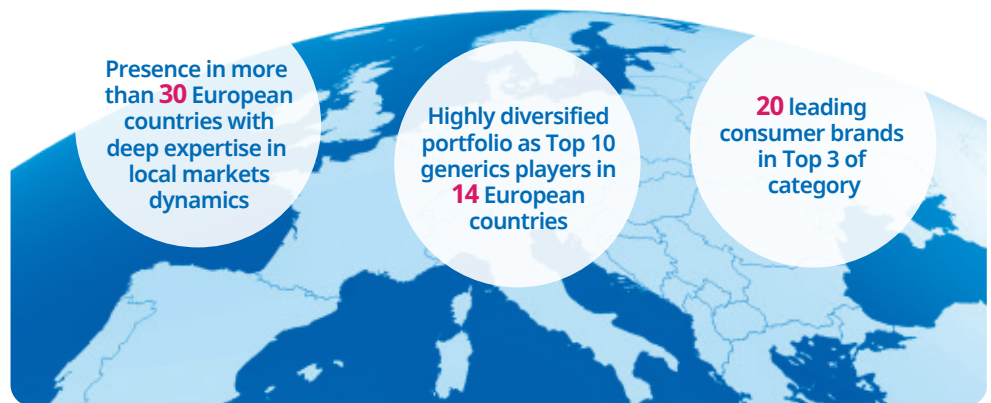 Presence in more
than 30 European
countries with
deep expertise in
local markets
dynamics
Highly diversified
portfolio as Top 10
generics players in
14 European
countries
20 leading
consumer brands
in Top 3 of
category